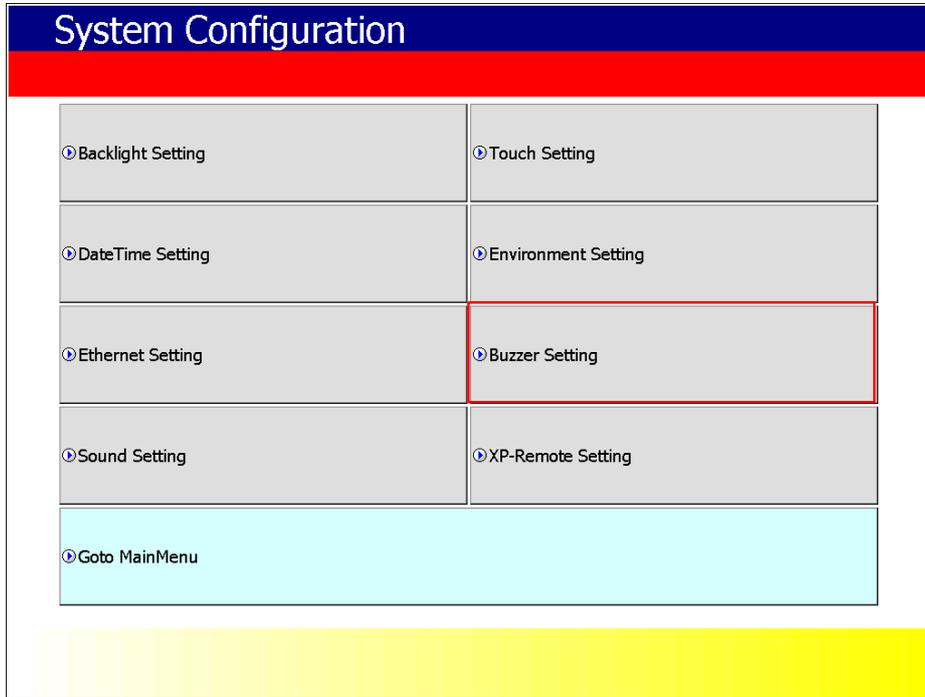 System Configuration
Backlight Setting
Touch Setting
DateTime Setting
Environment Setting
Ethernet Setting
Buzzer Setting
Sound Setting
XP-Remote Setting
Goto MainMenu